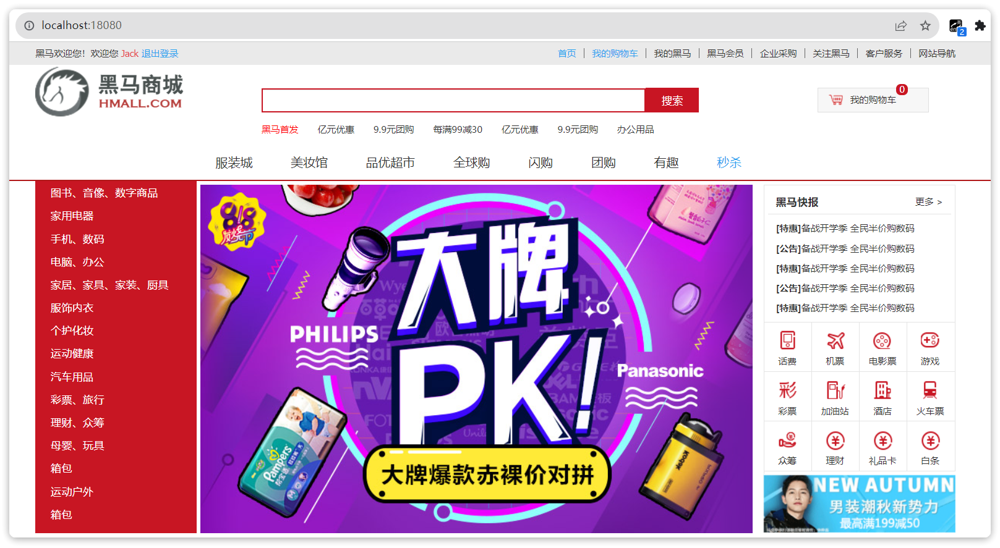 localhost:18080
黑马欢迎您！欢迎您 Jack 退出登录
首页 我的购物车 我的黑马 黑马会员 企业采购 关注黑马 客户服务 网站导航
黑马商城
HMALL.COM
搜索
0
我的购物车
黑马首发 亿元优惠 9.9元团购 每满99减30 亿元优惠 9.9元团购 办公用品
服装城 美妆馆 品优超市 全球购 闪购 团购 有趣 秒杀
图书、音像、数字商品
家用电器
手机、数码
电脑、办公
家居、家具、家装、厨具
服饰内衣
个护化妆
运动健康
汽车用品
彩票、旅行
理财、众筹
母婴、玩具
箱包
运动户外
箱包
大牌
PK!
PHILIPS
Panasonic
Pampers
Kodak
大牌爆款赤裸价对拼
黑马快报
更多 >
[特惠]备战开学季 全民半价购数码
[公告]备战开学季 全民半价购数码
[特惠]备战开学季 全民半价购数码
[公告]备战开学季 全民半价购数码
[特惠]备战开学季 全民半价购数码
话费 机票 电影票 游戏
彩票 加油站 酒店 火车票
众筹 理财 礼品卡 白条
NEW AUTUMN
男装潮秋新势力
最高满199减50